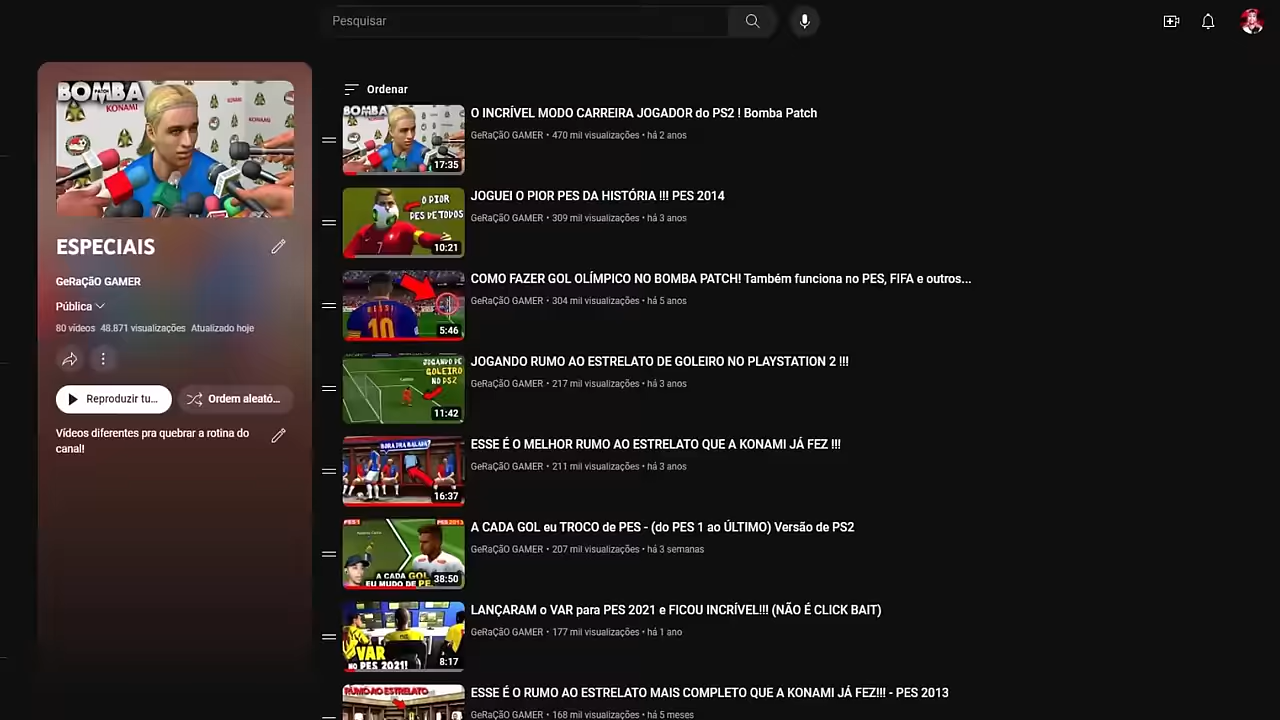 Pesquisar
BOMBA
PATCH
KONAMI
KONAMI
KONAMI
ESPECIAIS
GeRaÇãO GAMER
Pública
80 vídeos 48.871 visualizações Atualizado hoje
Reproduzir tu...
Ordem aleató...
Vídeos diferentes pra quebrar a rotina do
canal!
Ordenar
BOMBA
17:35
O INCRÍVEL MODO CARREIRA JOGADOR do PS2 ! Bomba Patch
GeRaÇãO GAMER • 470 mil visualizações • há 2 anos
O PIOR
PES DE TODOS
7
10:21
JOGUEI O PIOR PES DA HISTÓRIA !!! PES 2014
GeRaÇãO GAMER • 309 mil visualizações • há 3 anos
MESSI
10
5:46
COMO FAZER GOL OLÍMPICO NO BOMBA PATCH! Também funciona no PES, FIFA e outros...
GeRaÇãO GAMER • 304 mil visualizações • há 5 anos
JOGANDO DE
GOLEIRO
NO PS2
11:42
JOGANDO RUMO AO ESTRELATO DE GOLEIRO NO PLAYSTATION 2 !!!
GeRaÇãO GAMER • 217 mil visualizações • há 3 anos
BORA PRA BALADA?
16:37
ESSE É O MELHOR RUMO AO ESTRELATO QUE A KONAMI JÁ FEZ !!!
GeRaÇãO GAMER • 211 mil visualizações • há 3 anos
PES 1
PES 2013
A CADA GOL
EU MUDO DE PE
38:50
A CADA GOL eu TROCO de PES - (do PES 1 ao ÚLTIMO) Versão de PS2
GeRaÇãO GAMER • 207 mil visualizações • há 3 semanas
VAR
NO PES 2021!
8:17
LANÇARAM o VAR para PES 2021 e FICOU INCRÍVEL!!! (NÃO É CLICK BAIT)
GeRaÇãO GAMER • 177 mil visualizações • há 1 ano
RUMO AO ESTRELATO
ESSE É O RUMO AO ESTRELATO MAIS COMPLETO QUE A KONAMI JÁ FEZ!!! - PES 2013
GeRaÇãO GAMER • 168 mil visualizações • há 5 meses